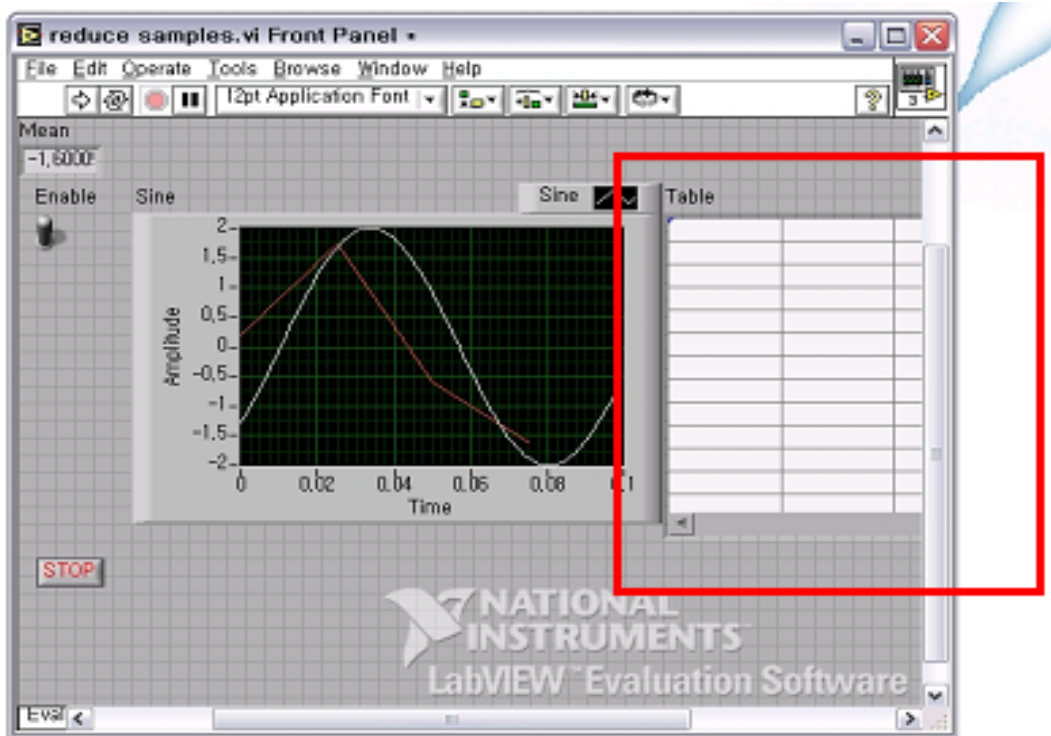 reduce samples.vi Front Panel *
File Edit Operate Tools Browse Window Help
12pt Application Font
3
Mean
-1,6000
Enable
Sine
Sine
Table
2
1.5
1
0,5
0
-0,5
-1
-1.5
-2
Amplitude
0
0.02
0.04
0.06
0.08
0.1
Time
STOP
NATIONAL
INSTRUMENTS
LabVIEW™ Evaluation Software
Eval